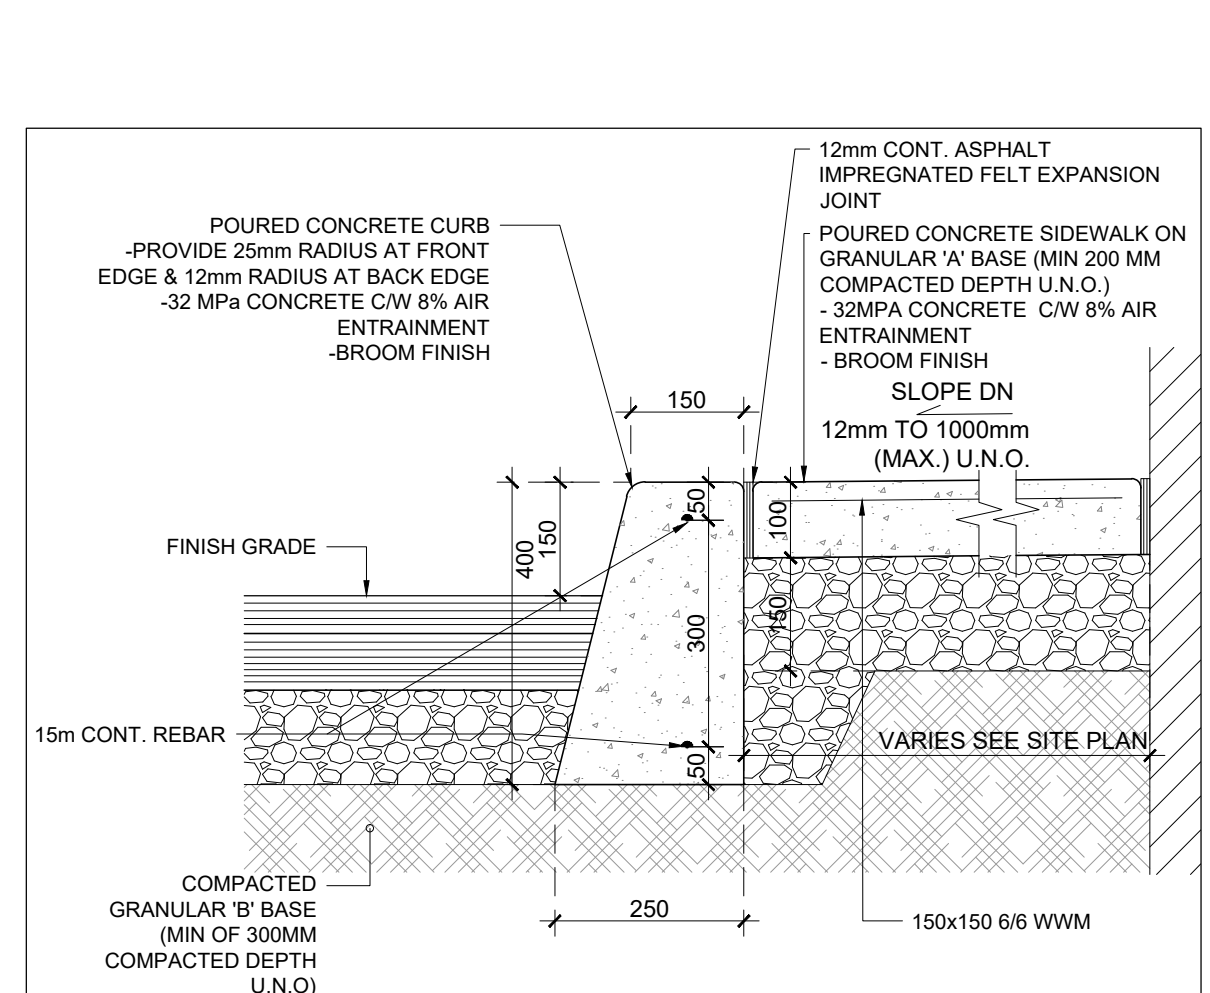 12mm CONT. ASPHALT
IMPREGNATED FELT EXPANSION
JOINT
POURED CONCRETE CURB
-PROVIDE 25mm RADIUS AT FRONT
EDGE & 12mm RADIUS AT BACK EDGE
-32 MPa CONCRETE C/W 8% AIR
ENTRAINMENT
-BROOM FINISH
POURED CONCRETE SIDEWALK ON
GRANULAR 'A' BASE (MIN 200 MM
COMPACTED DEPTH U.N.O.)
- 32MPA CONCRETE C/W 8% AIR
ENTRAINMENT
- BROOM FINISH
SLOPE DN
12mm TO 1000mm
(MAX.) U.N.O.
150
50
100
400
150
FINISH GRADE
300
150
15m CONT. REBAR
VARIES SEE SITE PLAN
50
COMPACTED
GRANULAR 'B' BASE
(MIN OF 300MM
COMPACTED DEPTH
U.N.O)
250
150x150 6/6 WWM